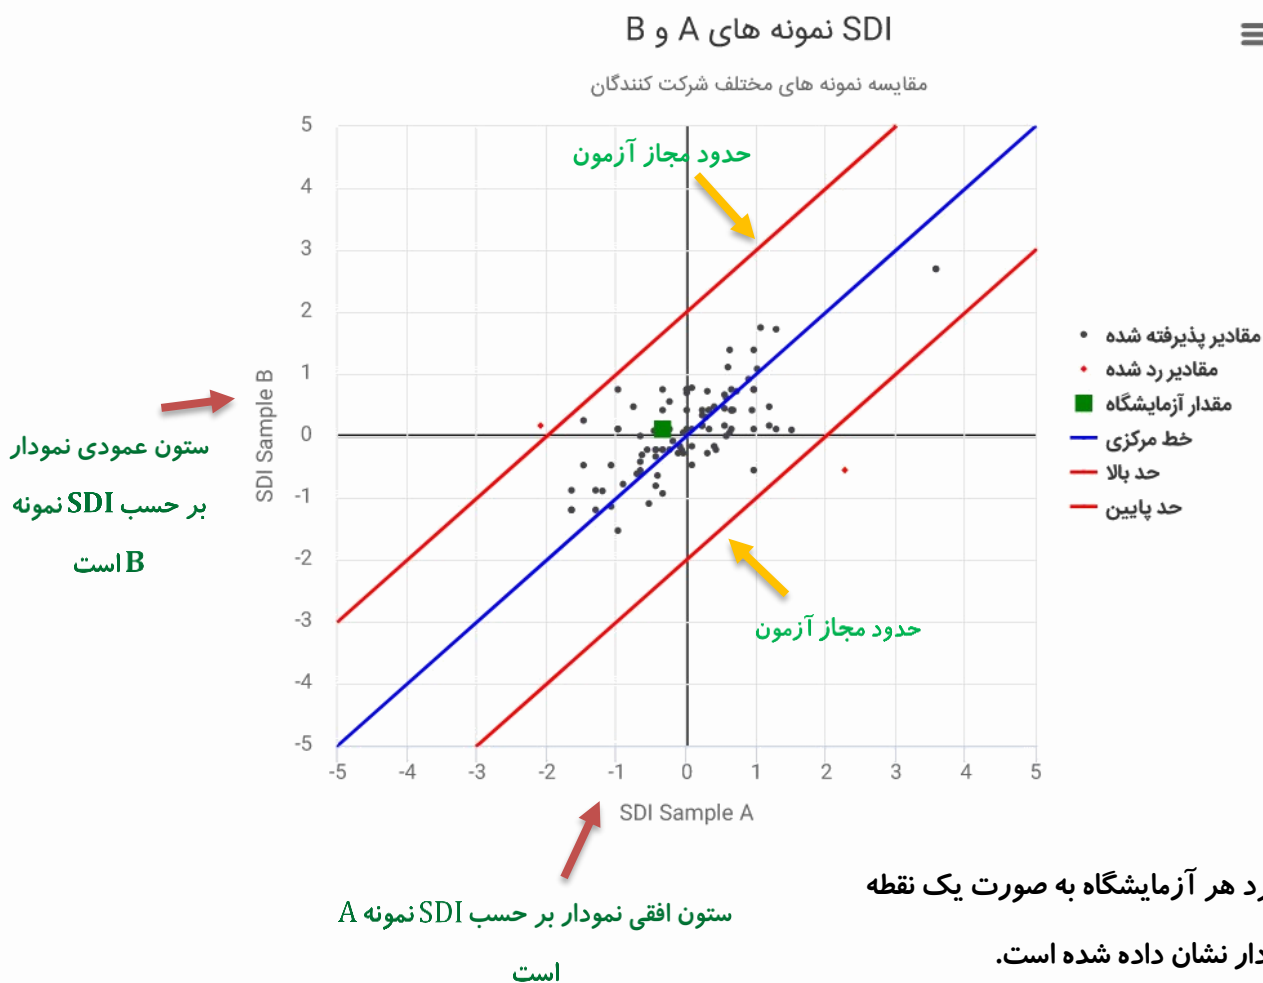 SDI نمونه های A و B
مقایسه نمونه های مختلف شرکت کنندگان
5
4
3
2
1
0
-1
-2
-3
-4
-5
حدود مجاز آزمون
SDI Sample B
ستون عمودی نمودار
بر حسب SDI نمونه
B است
مقادیر پذیرفته شده
مقادیر رد شده
مقدار آزمایشگاه
خط مرکزی
حد بالا
حد پایین
حدود مجاز آزمون
-5 -4 -3 -2 -1 0 1 2 3 4 5
SDI Sample A
ستون افقی نمودار بر حسب SDI نمونه A
است
هر آزمایشگاه به صورت یک نقطه
نشان داده شده است.